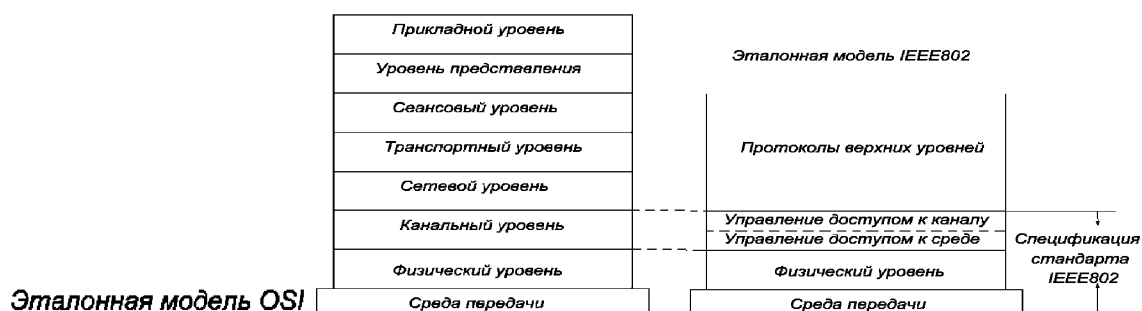 Прикладной уровень
Уровень представления
Сеансовый уровень
Транспортный уровень
Сетевой уровень
Канальный уровень
Физический уровень
Среда передачи
Эталонная модель OSI
Эталонная модель IEEE802
Протоколы верхних уровней
Управление доступом к каналу
Управление доступом к среде
Физический уровень
Среда передачи
Спецификация
стандарта
IEEE802